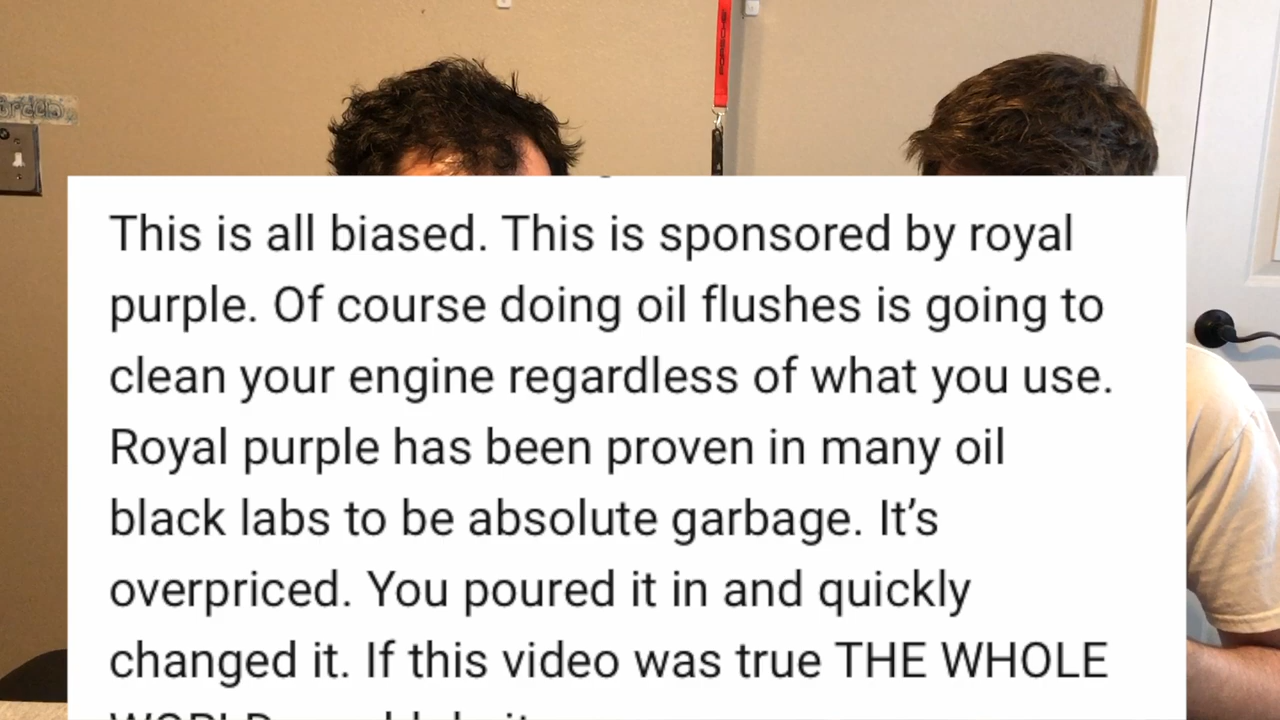 PORSCHE
This is all biased. This is sponsored by royal
purple. Of course doing oil flushes is going to
clean your engine regardless of what you use.
Royal purple has been proven in many oil
black labs to be absolute garbage. It’s
overpriced. You poured it in and quickly
changed it. If this video was true THE WHOLE
WORLD